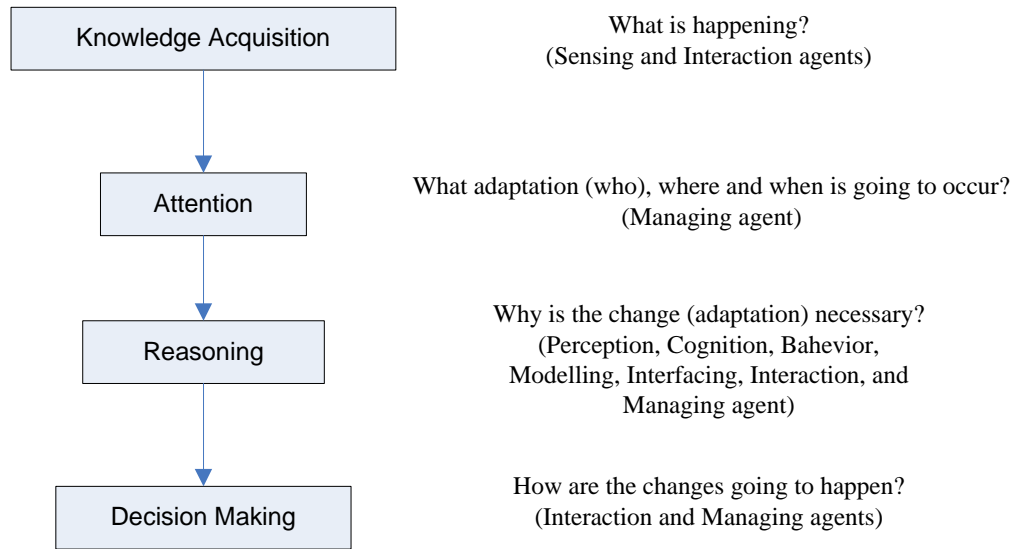 Knowledge Acquisition
What is happening?
(Sensing and Interaction agents)
Attention
What adaptation (who), where and when is going to occur?
(Managing agent)
Reasoning
Why is the change (adaptation) necessary?
(Perception, Cognition, Bahevior,
Modelling, Interfacing, Interaction, and
Managing agent)
Decision Making
How are the changes going to happen?
(Interaction and Managing agents)